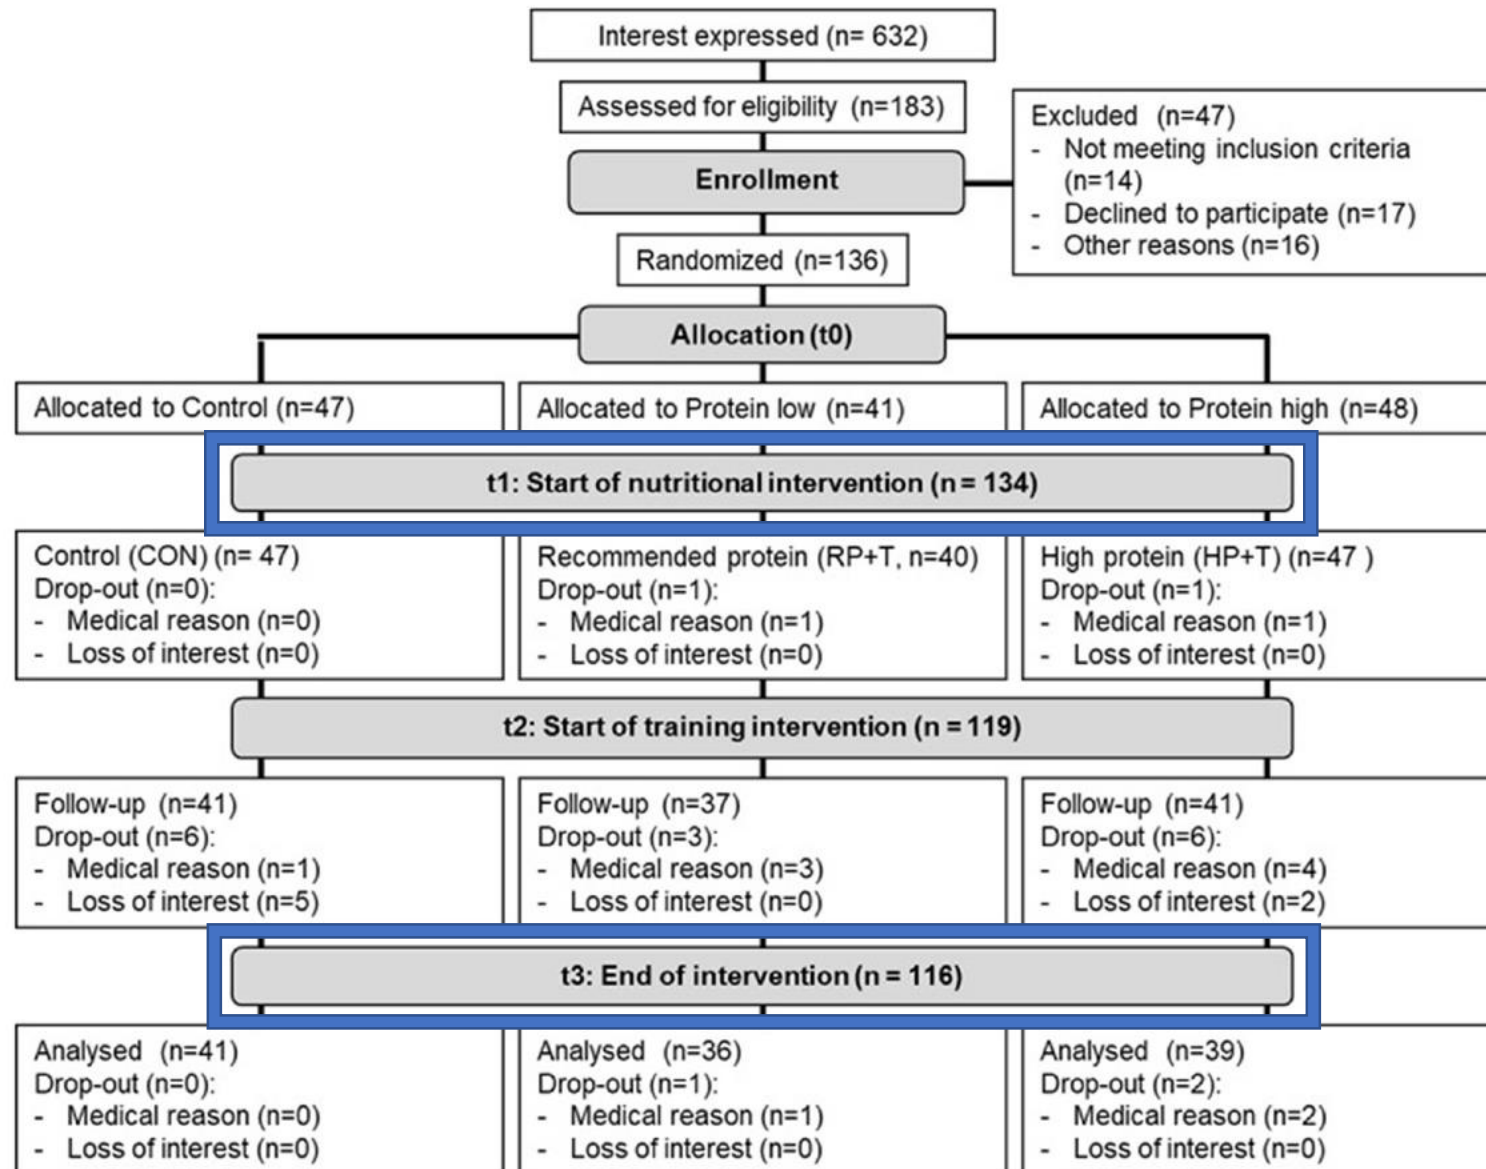 Interest expressed (n= 632)
Assessed for eligibility (n=183)
Excluded (n=47)
- Not meeting inclusion criteria
(n=14)
- Declined to participate (n=17)
- Other reasons (n=16)
Enrollment
Randomized (n=136)
Allocation (t0)
Allocated to Control (n=47)
Allocated to Protein low (n=41)
Allocated to Protein high (n=48)
t1: Start of nutritional intervention (n = 134)
Control (CON) (n= 47)
Drop-out (n=0):
- Medical reason (n=0)
- Loss of interest (n=0)
Recommended protein (RP+T, n=40)
Drop-out (n=1):
- Medical reason (n=1)
- Loss of interest (n=0)
High protein (HP+T) (n=47 )
Drop-out (n=1):
- Medical reason (n=1)
- Loss of interest (n=0)
t2: Start of training intervention (n = 119)
Follow-up (n=41)
Drop-out (n=6):
- Medical reason (n=1)
- Loss of interest (n=5)
Follow-up (n=37)
Drop-out (n=3):
- Medical reason (n=3)
- Loss of interest (n=0)
Follow-up (n=41)
Drop-out (n=6):
- Medical reason (n=4)
- Loss of interest (n=2)
t3: End of intervention (n = 116)
Analysed (n=41)
Drop-out (n=0):
- Medical reason (n=0)
- Loss of interest (n=0)
Analysed (n=36)
Drop-out (n=1):
- Medical reason (n=1)
- Loss of interest (n=0)
Analysed (n=39)
Drop-out (n=2):
- Medical reason (n=2)
- Loss of interest (n=0)